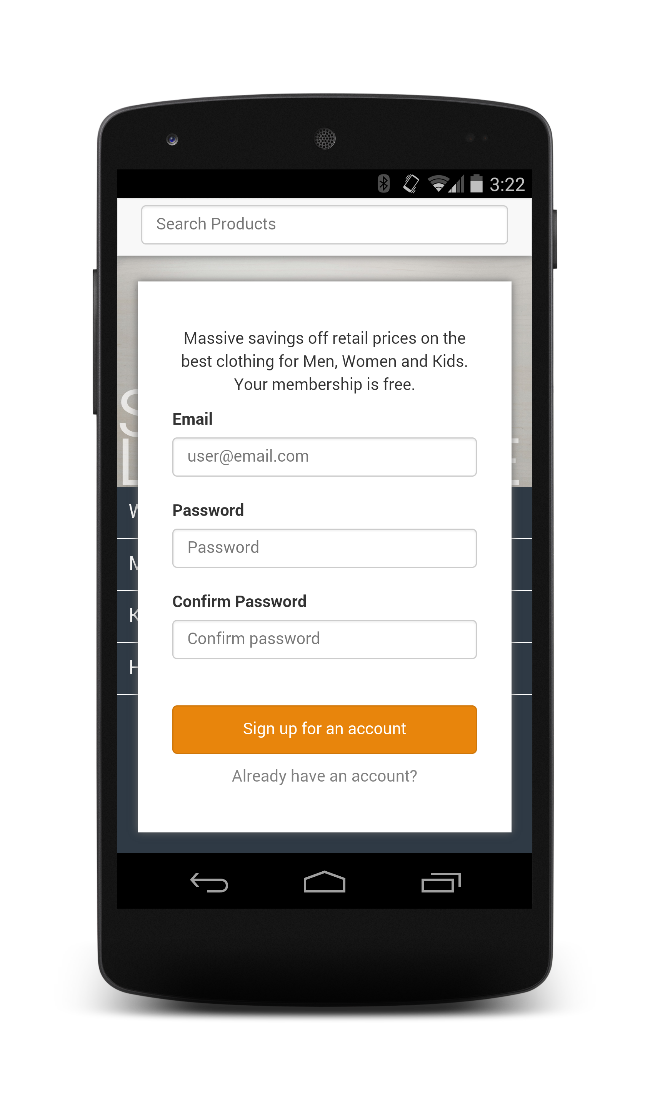 3:22
Search Products
Massive savings off retail prices on the
best clothing for Men, Women and Kids.
Your membership is free.
Email
user@email.com
Password
Password
Confirm Password
Confirm password
Sign up for an account
Already have an account?